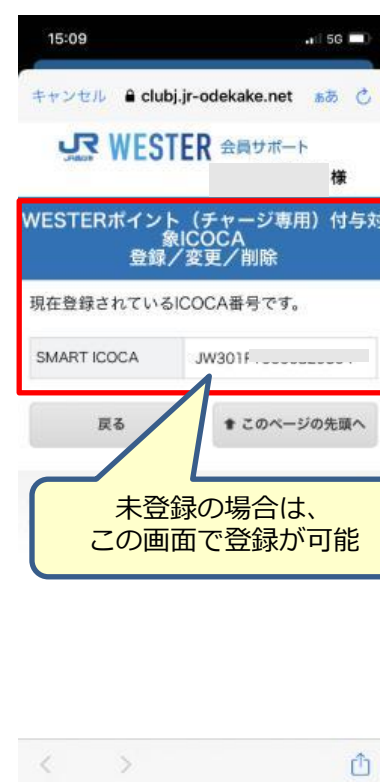 15:09 5G
キャンセル clubj.jr-odekake.net ぁあ
JR WESTER 会員サポート
様
WESTERポイント（チャージ専用）付与対
象ICOCA
登録／変更／削除
現在登録されているICOCA番号です。
SMART ICOCA JW301F
戻る このページの先頭へ
未登録の場合は、
この画面で登録が可能